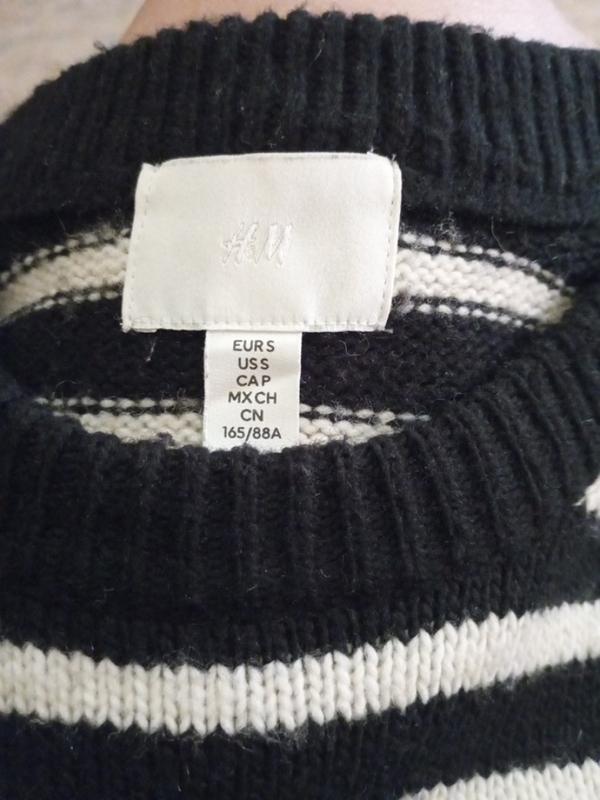 H&M
EUR S
US S
CA P
MX CH
CN
165/88A